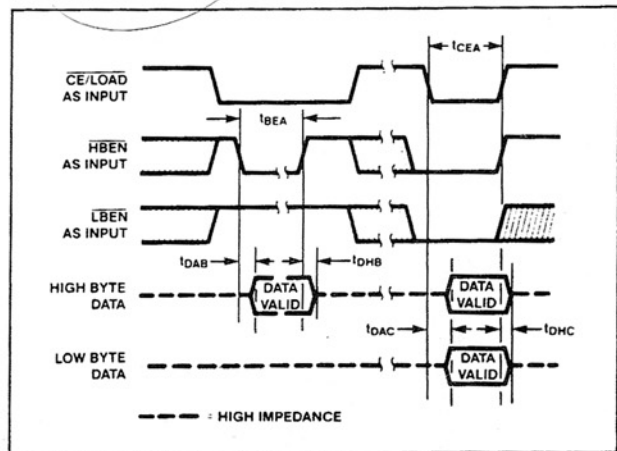 tCEA
CE/LOAD
AS INPUT
tBEA
HBEN
AS INPUT
LBEN
AS INPUT
tDAB
tDHB
HIGH BYTE
DATA
DATA
VALID
DATA
VALID
tDAC
tDHC
LOW BYTE
DATA
DATA
VALID
= HIGH IMPEDANCE